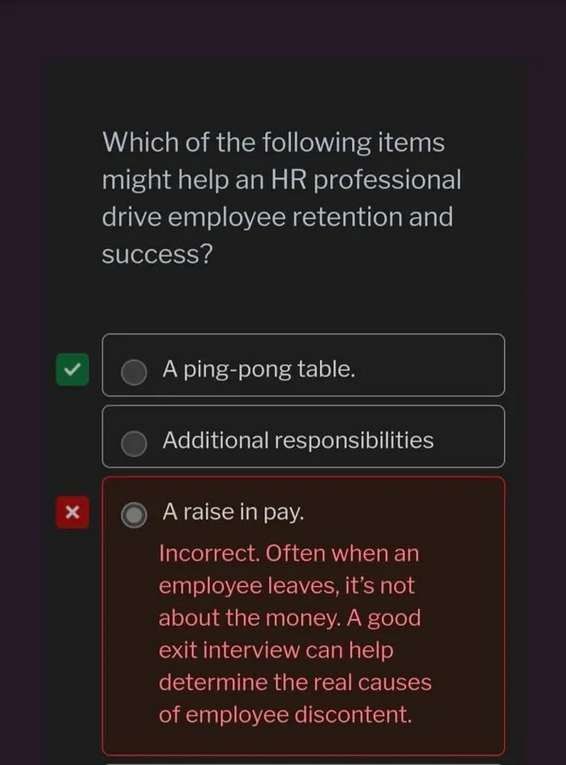 Which of the following items
might help an HR professional
drive employee retention and
success?
A ping-pong table.
Additional responsibilities
A raise in pay.
Incorrect. Often when an
employee leaves, it’s not
about the money. A good
exit interview can help
determine the real causes
of employee discontent.